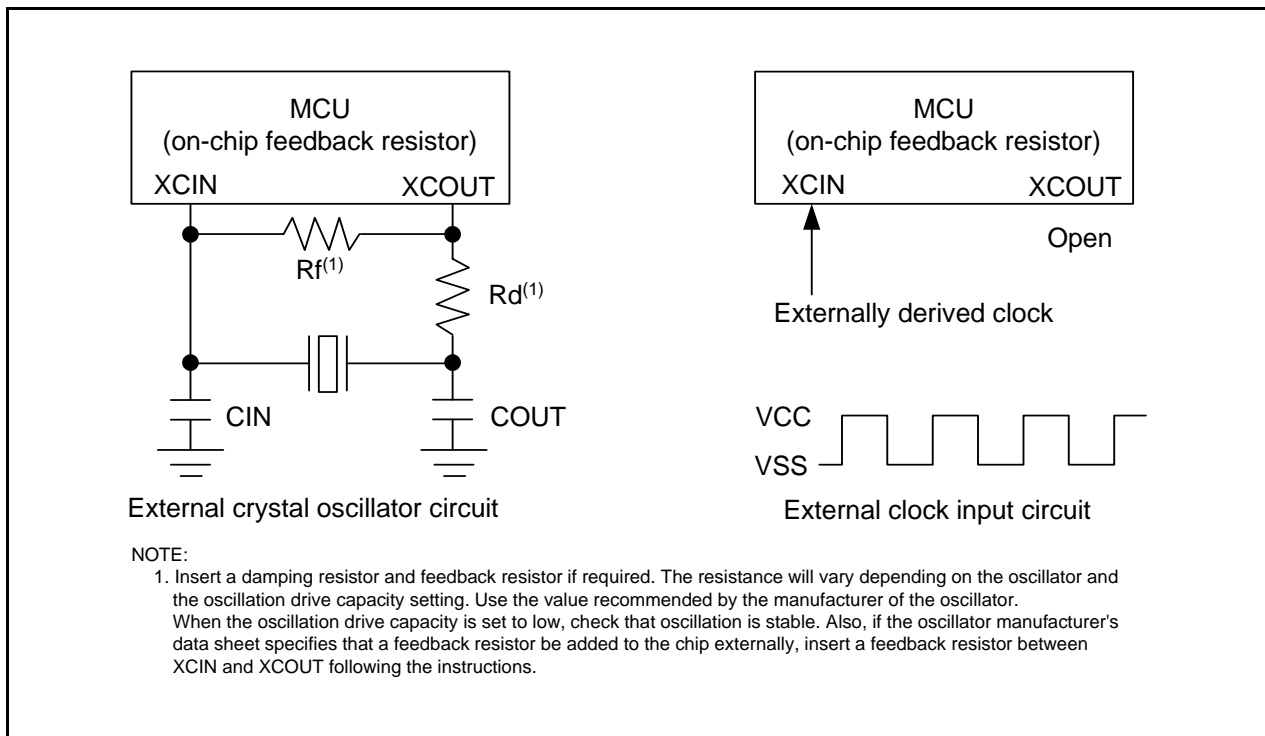 MCU
(on-chip feedback resistor)
XCIN
XCOUT
Rf(1)
Rd(1)
CIN
COUT
External crystal oscillator circuit
MCU
(on-chip feedback resistor)
XCIN
XCOUT
Open
Externally derived clock
VCC
VSS
External clock input circuit
NOTE:
1. Insert a damping resistor and feedback resistor if required. The resistance will vary depending on the oscillator and
the oscillation drive capacity setting. Use the value recommended by the manufacturer of the oscillator.
When the oscillation drive capacity is set to low, check that oscillation is stable. Also, if the oscillator manufacturer's
data sheet specifies that a feedback resistor be added to the chip externally, insert a feedback resistor between
XCIN and XCOUT following the instructions.